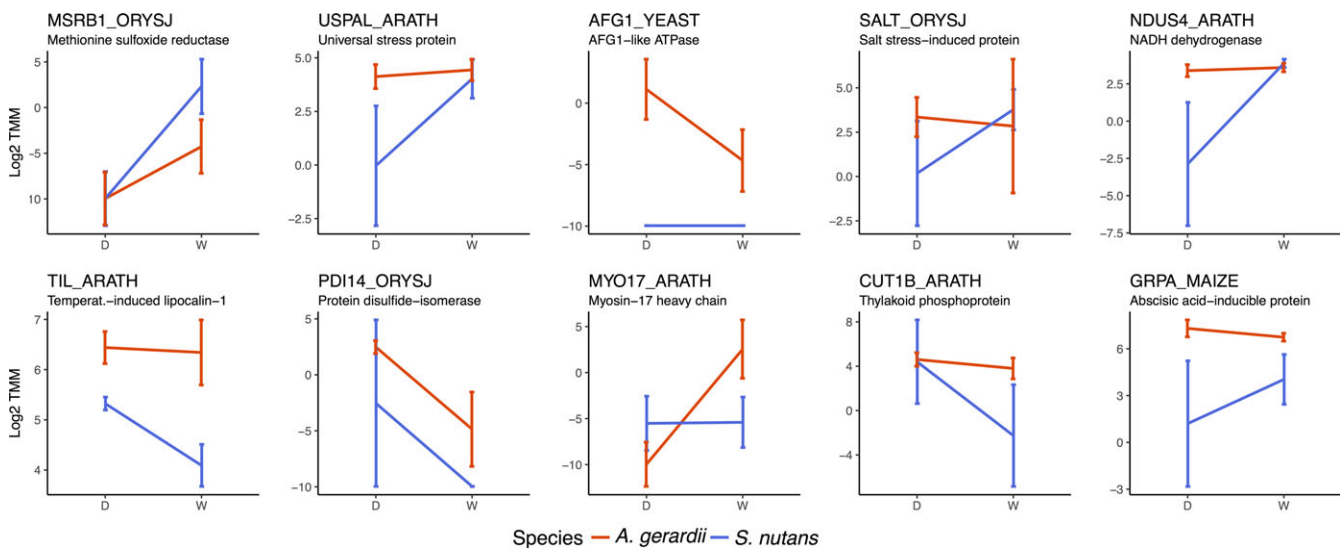 MSRB1_ORYSJ
Methionine sulfoxide reductase
5
0
−5
10
D W
Log2 TMM
USPAL_ARATH
Universal stress protein
5.0
2.5
0.0
−2.5
D W
AFG1_YEAST
AFG1−like ATPase
0
−5
−10
D W
SALT_ORYSJ
Salt stress−induced protein
5.0
2.5
0.0
−2.5
D W
NDUS4_ARATH
NADH dehydrogenase
2.5
0.0
−2.5
−5.0
−7.5
D W
TIL_ARATH
Temperat.−induced lipocalin−1
7
6
5
4
D W
Log2 TMM
PDI14_ORYSJ
Protein disulfide−isomerase
5
0
−5
−10
D W
MYO17_ARATH
Myosin−17 heavy chain
5
0
−5
−10
D W
CUT1B_ARATH
Thylakoid phosphoprotein
8
4
0
−4
D W
GRPA_MAIZE
Abscisic acid−inducible protein
6
3
0
−3
D W
Species A. gerardii S. nutans